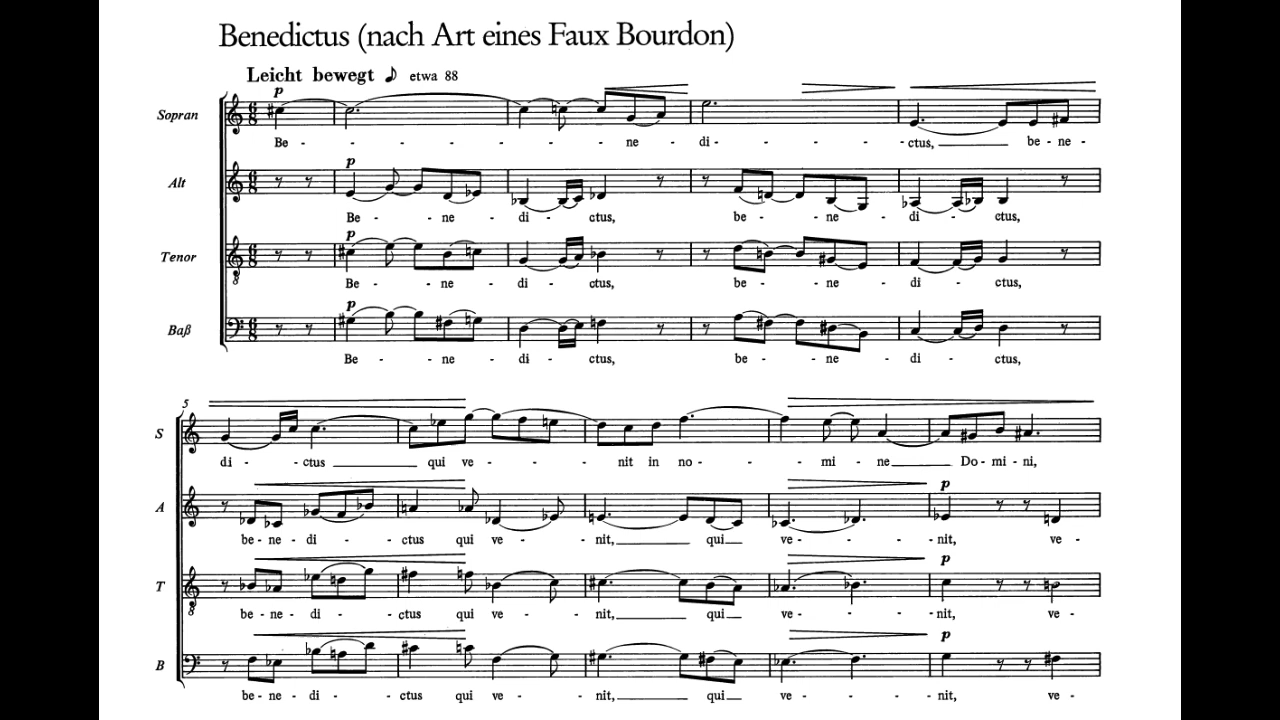 Benedictus (nach Art eines Faux Bourdon)
Leicht bewegt ♪ etwa 88
p
Sopran
Be - - - - - - - ne - di - - - - ctus, be - ne -
p
Alt
Be - - ne - di - ctus, be - - ne - di - ctus,
p
Tenor
Be - - ne - di - ctus, be - - ne - di - ctus,
p
Baß
Be - - ne - di - ctus, be - - ne - di - ctus,
5
S
di - - ctus qui ve - - - nit in no - - - mi - ne Do - mi - ni,
p
A
be - ne - di - - ctus qui ve - - nit, qui ve - - nit, ve -
p
T
be - ne - di - - ctus qui ve - - nit, qui ve - - nit, ve -
p
B
be - ne - di - - ctus qui ve - - nit, qui ve - - nit, ve -